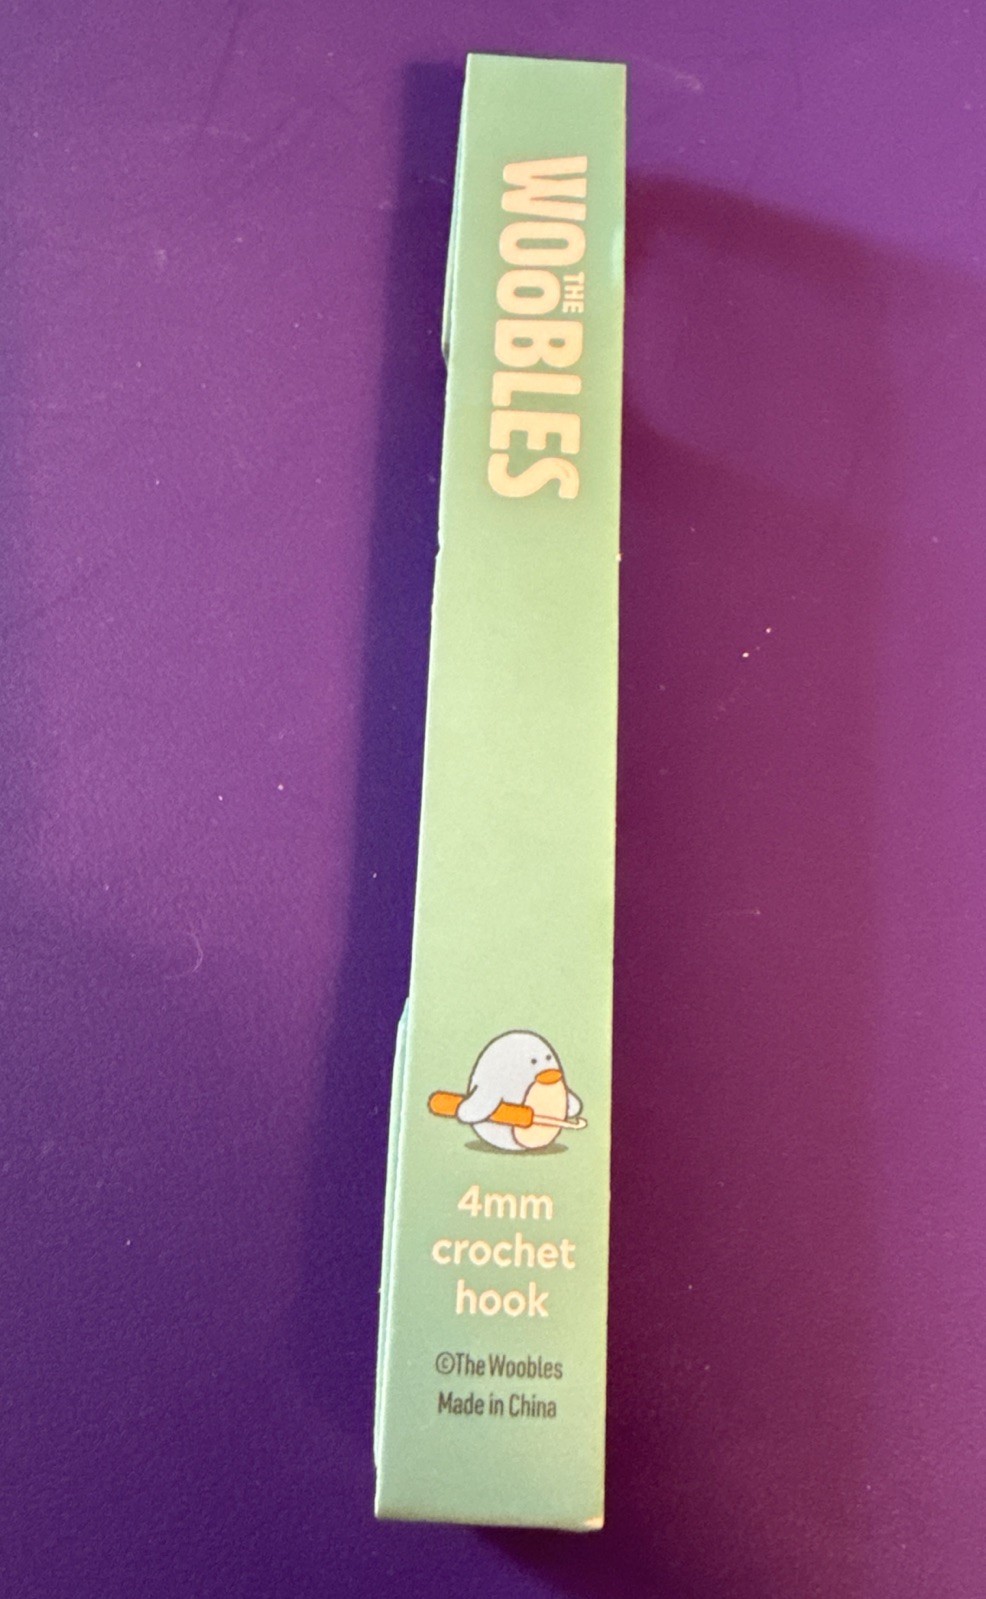 THE
WOOBLES
4mm
crochet
hook
©The Woobles
Made in China